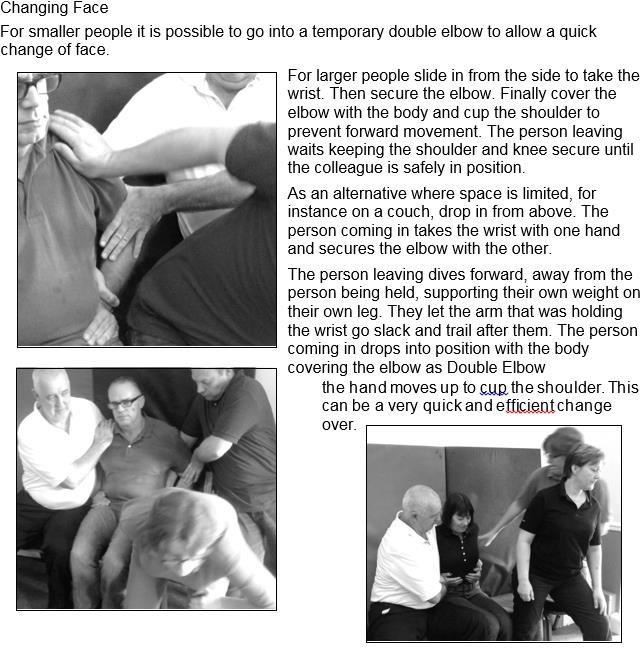 Changing Face
For smaller people it is possible to go into a temporary double elbow to allow a quick
change of face.
For larger people slide in from the side to take the
wrist. Then secure the elbow. Finally cover the
elbow with the body and cup the shoulder to
prevent forward movement. The person leaving
waits keeping the shoulder and knee secure until
the colleague is safely in position.
As an alternative where space is limited, for
instance on a couch, drop in from above. The
person coming in takes the wrist with one hand
and secures the elbow with the other.
The person leaving dives forward, away from the
person being held, supporting their own weight on
their own leg. They let the arm that was holding
the wrist go slack and trail after them. The person
coming in drops into position with the body
covering the elbow as Double Elbow
the hand moves up to cup the shoulder. This
can be a very quick and efficient change
over.